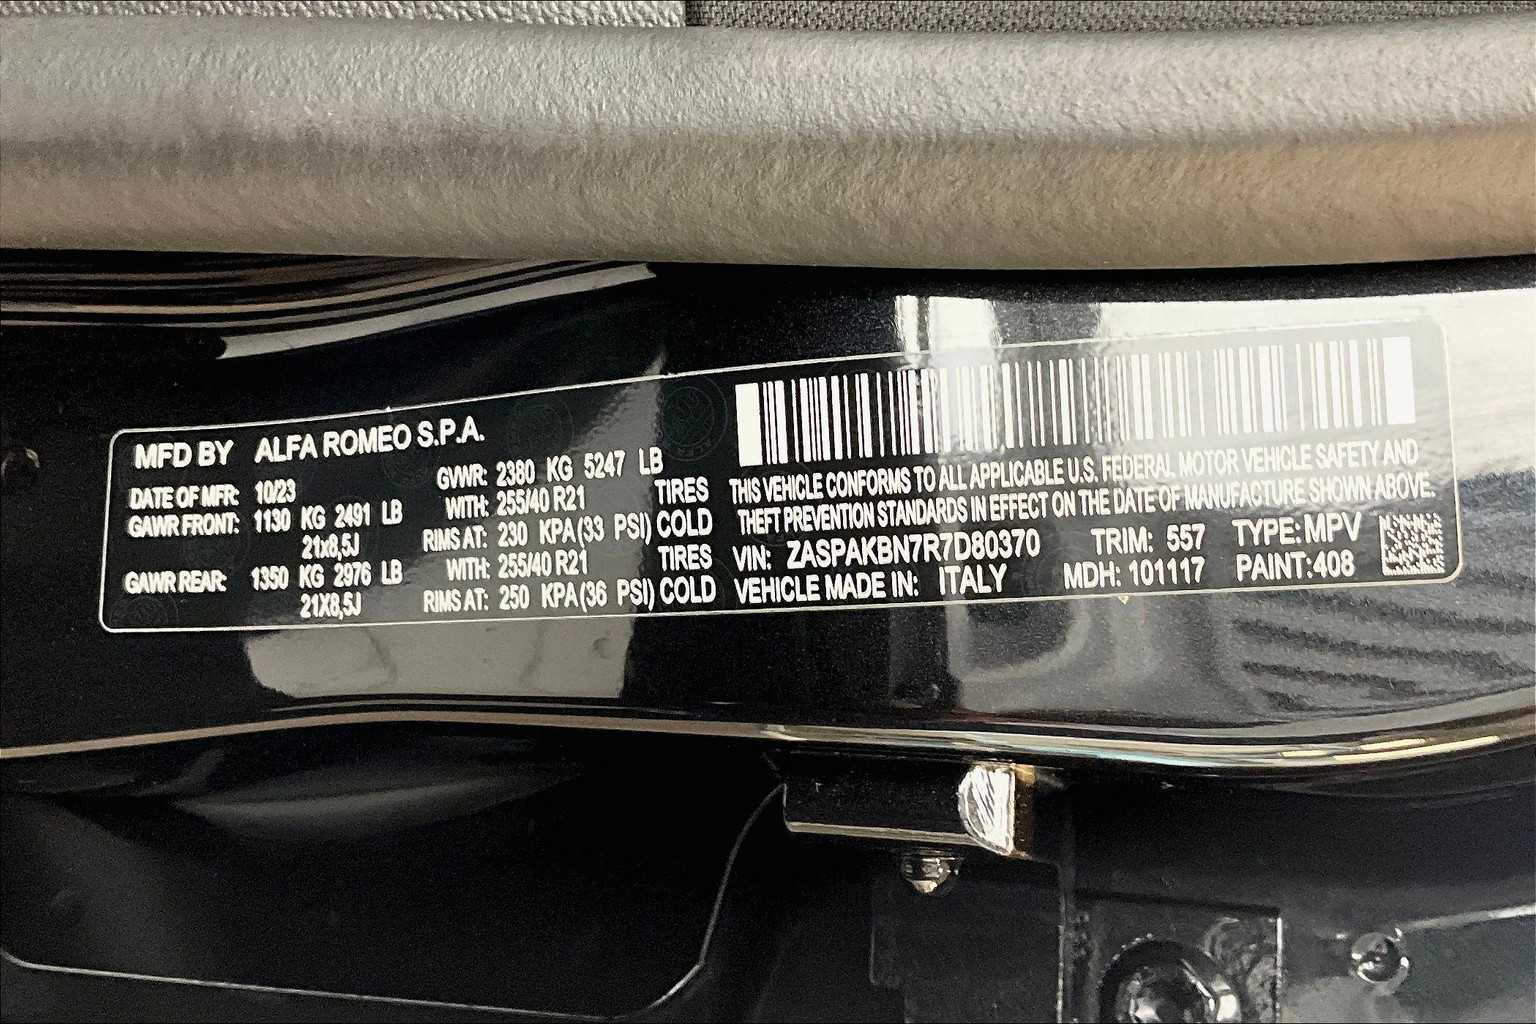 MFD BY ALFA ROMEO S.P.A.
DATE OF MFR: 10/23 GVWR: 2380 KG 5247 LB
GAWR FRONT: 1130 KG 2491 LB WITH: 255/40 R21 TIRES
21x8,5J RIMS AT: 230 KPA(33 PSI) COLD
GAWR REAR: 1350 KG 2976 LB WITH: 255/40 R21 TIRES
21X8,5J RIMS AT: 250 KPA(36 PSI) COLD
THIS VEHICLE CONFORMS TO ALL APPLICABLE U.S. FEDERAL MOTOR VEHICLE SAFETY AND
THEFT PREVENTION STANDARDS IN EFFECT ON THE DATE OF MANUFACTURE SHOWN ABOVE.
VIN: ZASPAKBN7R7D80370 TRIM: 557 TYPE: MPV
VEHICLE MADE IN: ITALY MDH: 101117 PAINT:408